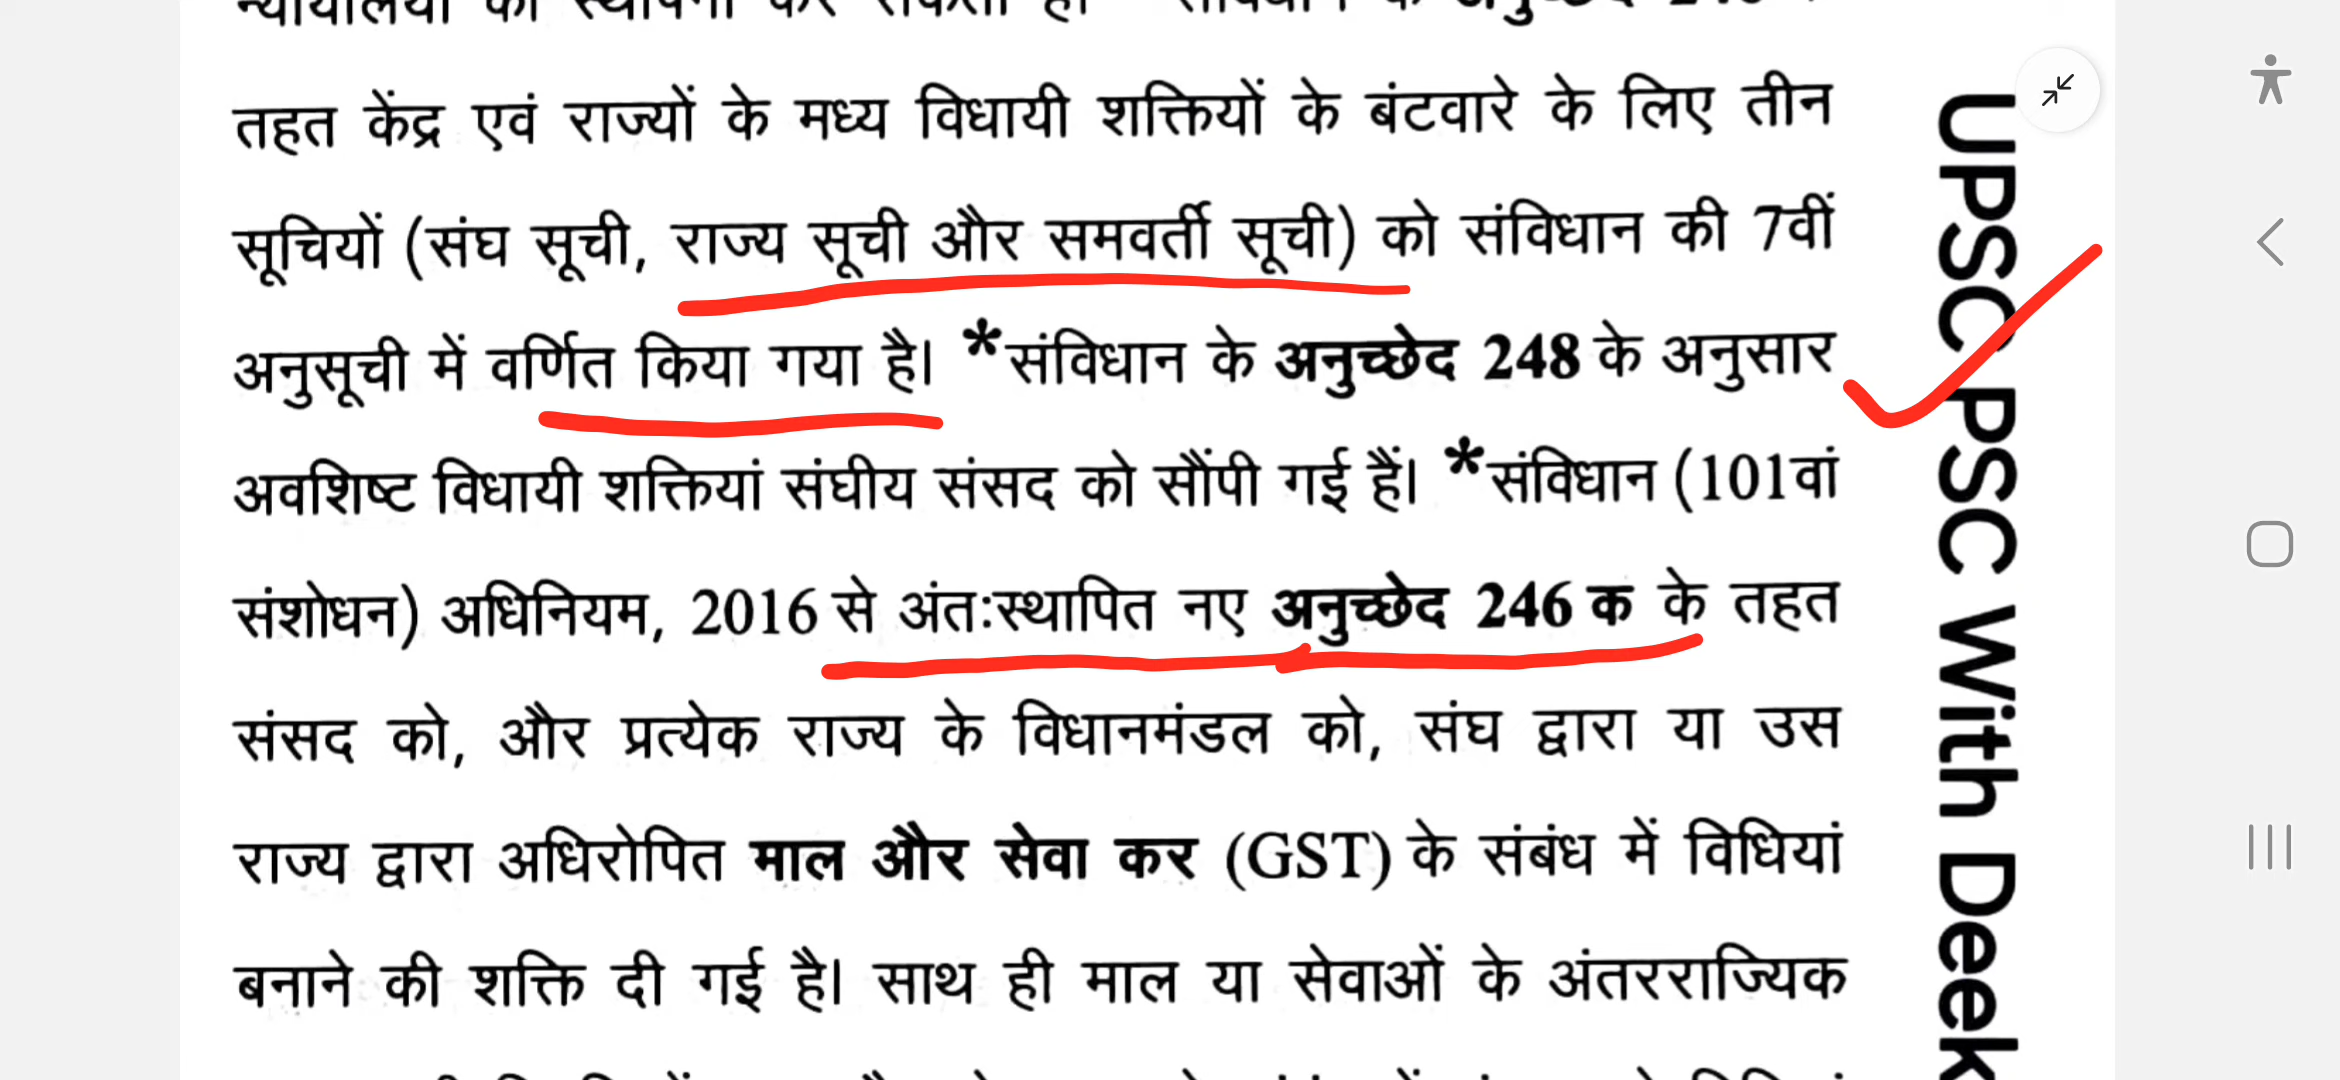 तहत केंद्र एवं राज्यों के मध्य विधायी शक्तियों के बंटवारे के लिए तीन
सूचियों (संघ सूची, राज्य सूची और समवर्ती सूची) को संविधान की 7वीं
अनुसूची में वर्णित किया गया है। *संविधान के अनुच्छेद 248 के अनुसार
अवशिष्ट विधायी शक्तियां संघीय संसद को सौंपी गई हैं। *संविधान (101वां
संशोधन) अधिनियम, 2016 से अंतःस्थापित नए अनुच्छेद 246 क के तहत
संसद को, और प्रत्येक राज्य के विधानमंडल को, संघ द्वारा या उस
राज्य द्वारा अधिरोपित माल और सेवा कर (GST) के संबंध में विधियां
बनाने की शक्ति दी गई है। साथ ही माल या सेवाओं के अंतरराज्यिक
UPSC PSC With Deek